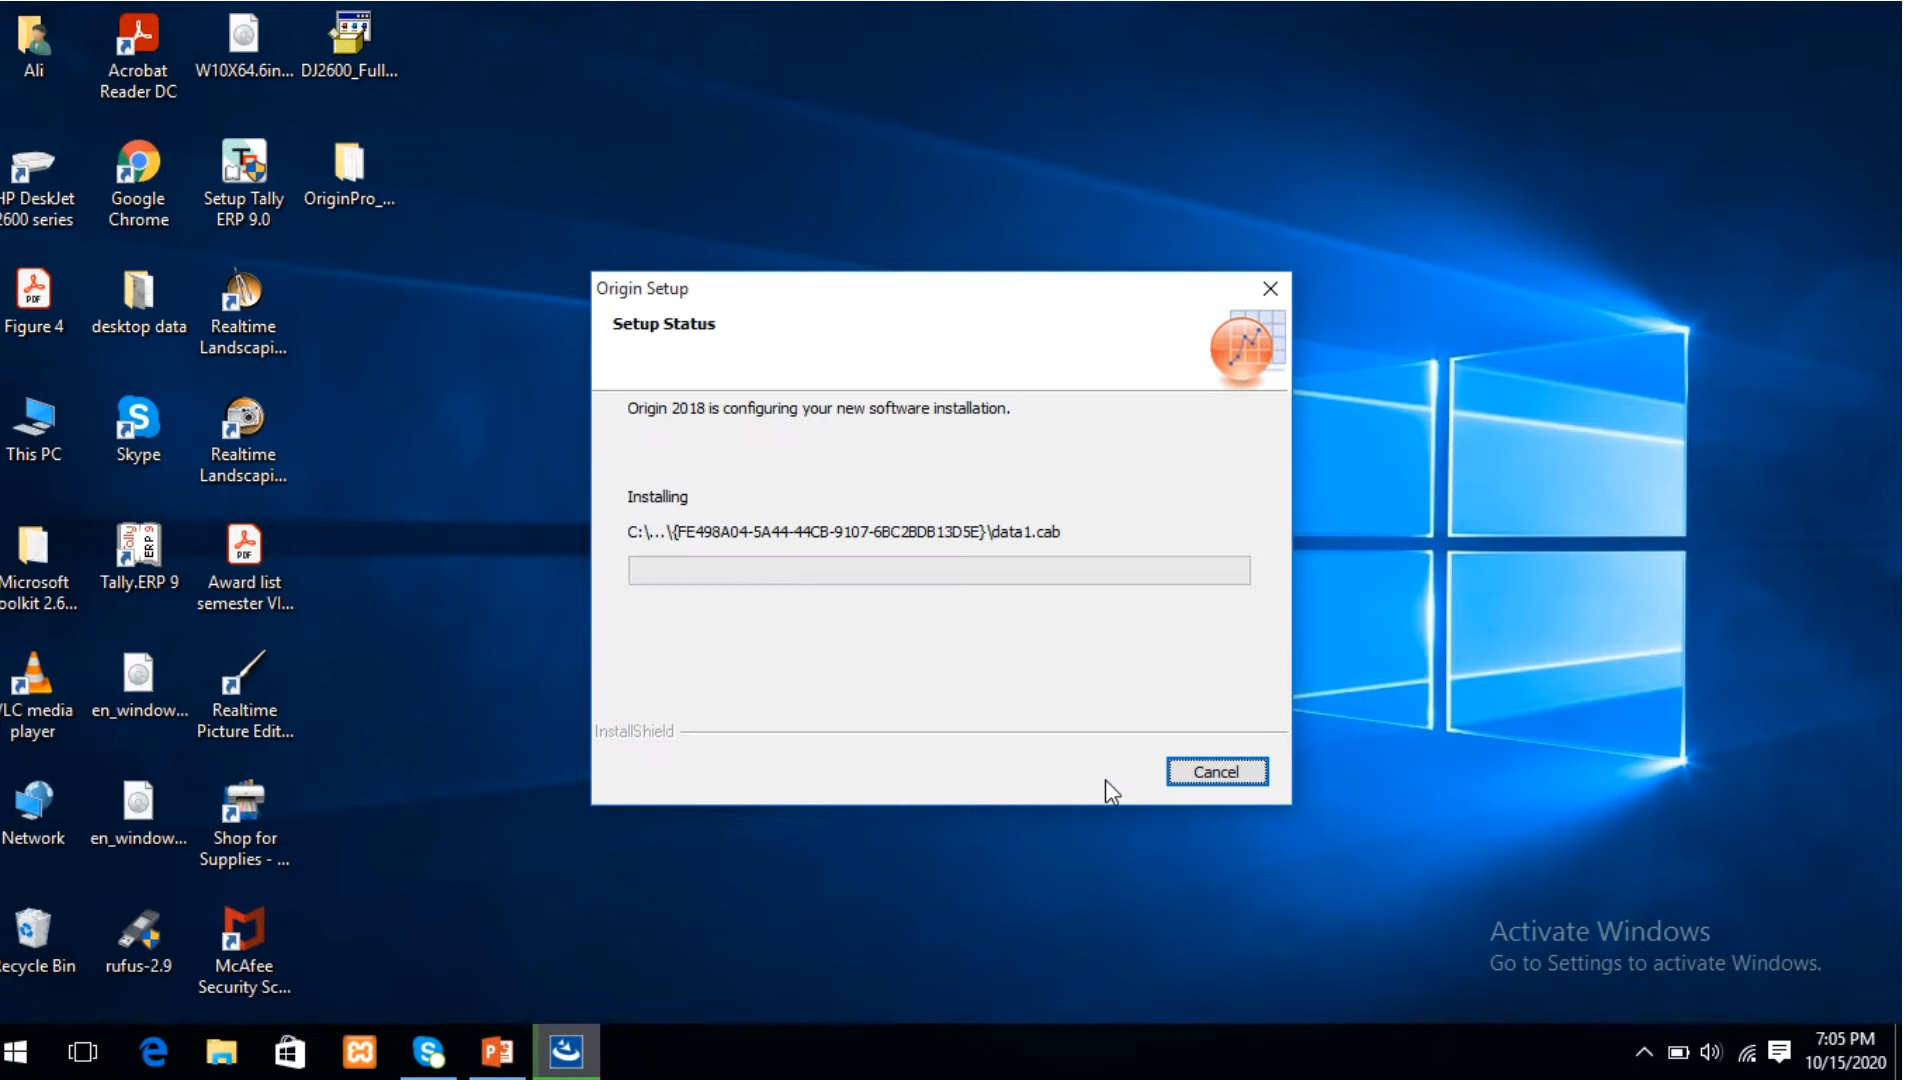 Ali
Acrobat
Reader DC
W10X64.6in...
DJ2600_Full...
HP DeskJet
2600 series
Google
Chrome
Setup Tally
ERP 9.0
OriginPro_...
Figure 4
desktop data
Realtime
Landscapi...
This PC
Skype
Realtime
Landscapi...
Microsoft
oolkit 2.6...
Tally.ERP 9
Award list
semester VI...
VLC media
player
en_window...
Realtime
Picture Edit...
Network
en_window...
Shop for
Supplies - ...
Recycle Bin
rufus-2.9
McAfee
Security Sc...
Origin Setup
Setup Status
Origin 2018 is configuring your new software installation.
Installing
C:\...\{FE498A04-5A44-44CB-9107-6BC2BDB13D5E}\data1.cab
InstallShield
Cancel
Activate Windows
Go to Settings to activate Windows.
7:05 PM
10/15/2020